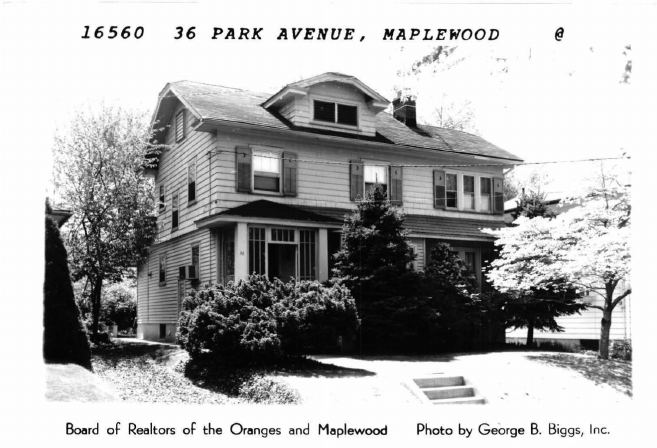 16560 36 PARK AVENUE, MAPLEWOOD @
Board of Realtors of the Oranges and Maplewood Photo by George B. Biggs, Inc.